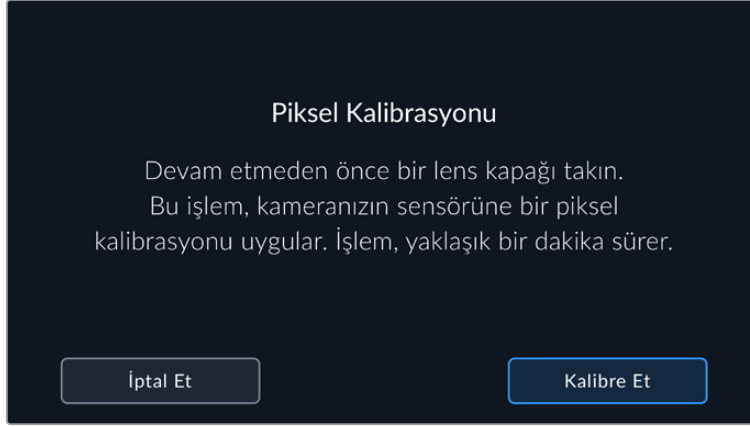 Piksel Kalibrasyonu
Devam etmeden önce bir lens kapağı takın.
Bu işlem, kameranızın sensörüne bir piksel
kalibrasyonu uygular. İşlem, yaklaşık bir dakika sürer.
İptal Et
Kalibre Et